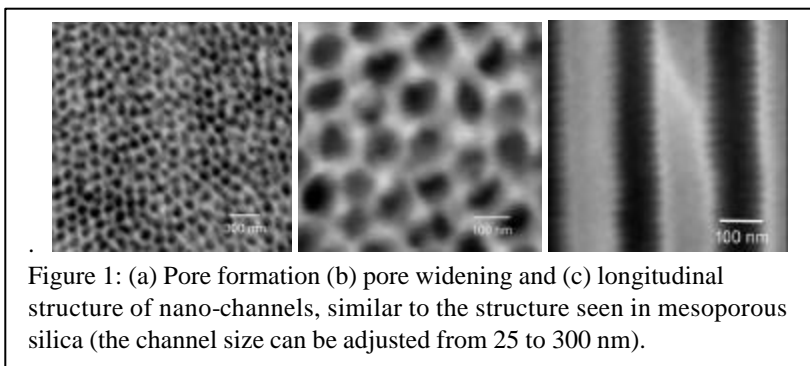 300 nm
100 nm
100 nm
.
Figure 1: (a) Pore formation (b) pore widening and (c) longitudinal
structure of nano-channels, similar to the structure seen in mesoporous
silica (the channel size can be adjusted from 25 to 300 nm).